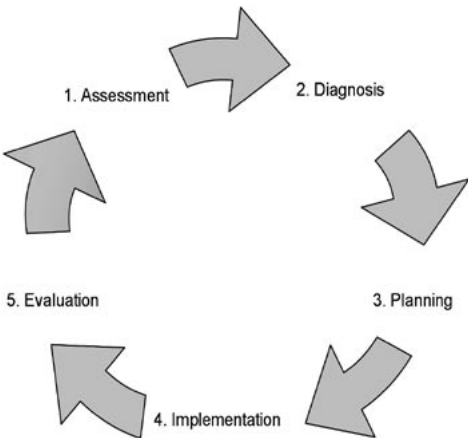 1. Assessment
2. Diagnosis
3. Planning
4. Implementation
5. Evaluation